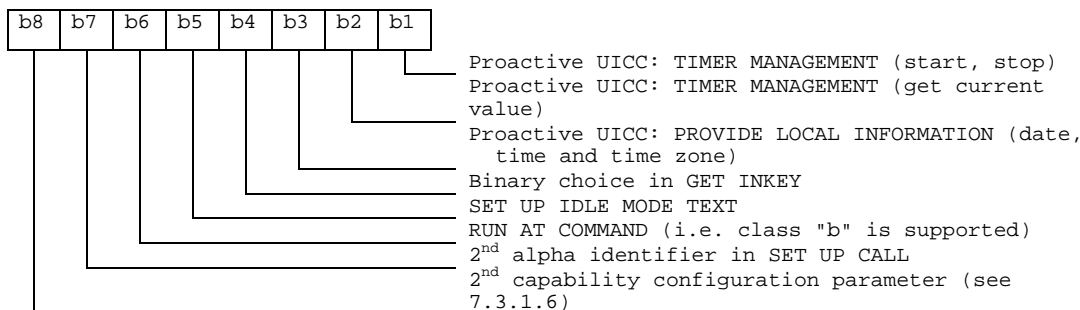 b8 b7 b6 b5 b4 b3 b2 b1
Proactive UICC: TIMER MANAGEMENT (start, stop)
Proactive UICC: TIMER MANAGEMENT (get current
value)
Proactive UICC: PROVIDE LOCAL INFORMATION (date,
time and time zone)
Binary choice in GET INKEY
SET UP IDLE MODE TEXT
RUN AT COMMAND (i.e. class "b" is supported)
2nd alpha identifier in SET UP CALL
2nd capability configuration parameter (see
7.3.1.6)